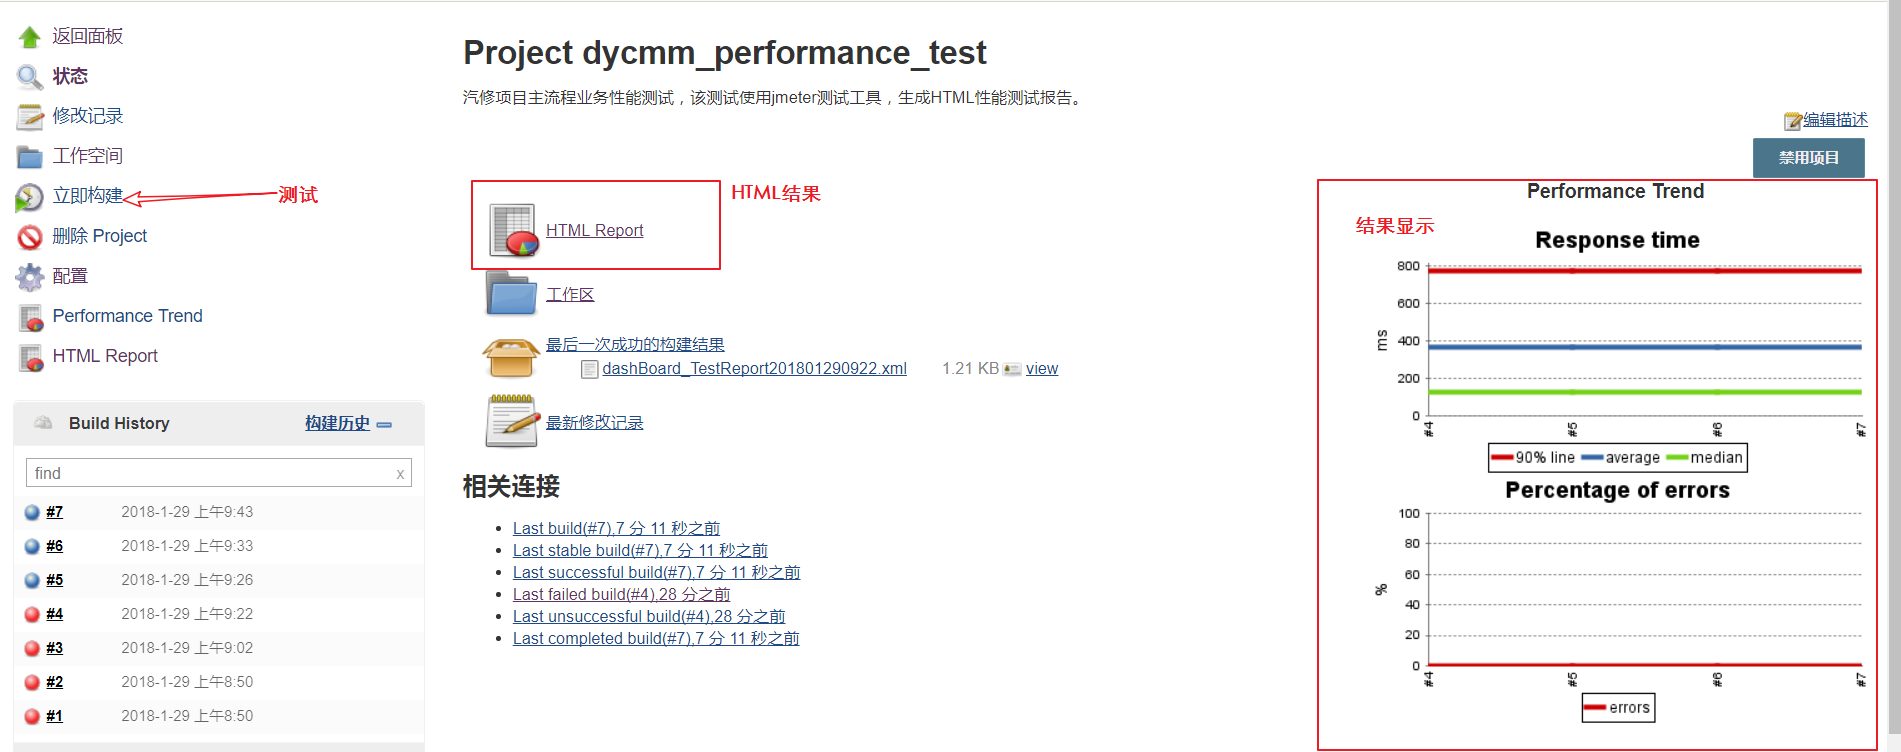 返回面板
状态
修改记录
工作空间
立即构建
测试
删除 Project
配置
Performance Trend
HTML Report
Build History
构建历史
find
x
#7 2018-1-29 上午9:43
#6 2018-1-29 上午9:33
#5 2018-1-29 上午9:26
#4 2018-1-29 上午9:22
#3 2018-1-29 上午9:02
#2 2018-1-29 上午8:50
#1 2018-1-29 上午8:50
Project dycmm_performance_test
汽修项目主流程业务性能测试，该测试使用jmeter测试工具，生成HTML性能测试报告。
编辑描述
禁用项目
HTML Report
HTML结果
工作区
最后一次成功的构建结果
dashBoard_TestReport201801290922.xml 1.21 KB view
最新修改记录
相关连接
Last build(#7),7 分 11 秒之前
Last stable build(#7),7 分 11 秒之前
Last successful build(#7),7 分 11 秒之前
Last failed build(#4),28 分之前
Last unsuccessful build(#4),28 分之前
Last completed build(#7),7 分 11 秒之前
Performance Trend
结果显示
Response time
800
600
400
200
0
ms
#4 #5 #6 #7
90% line average median
Percentage of errors
100
80
60
40
20
0
%
#4 #5 #6 #7
errors